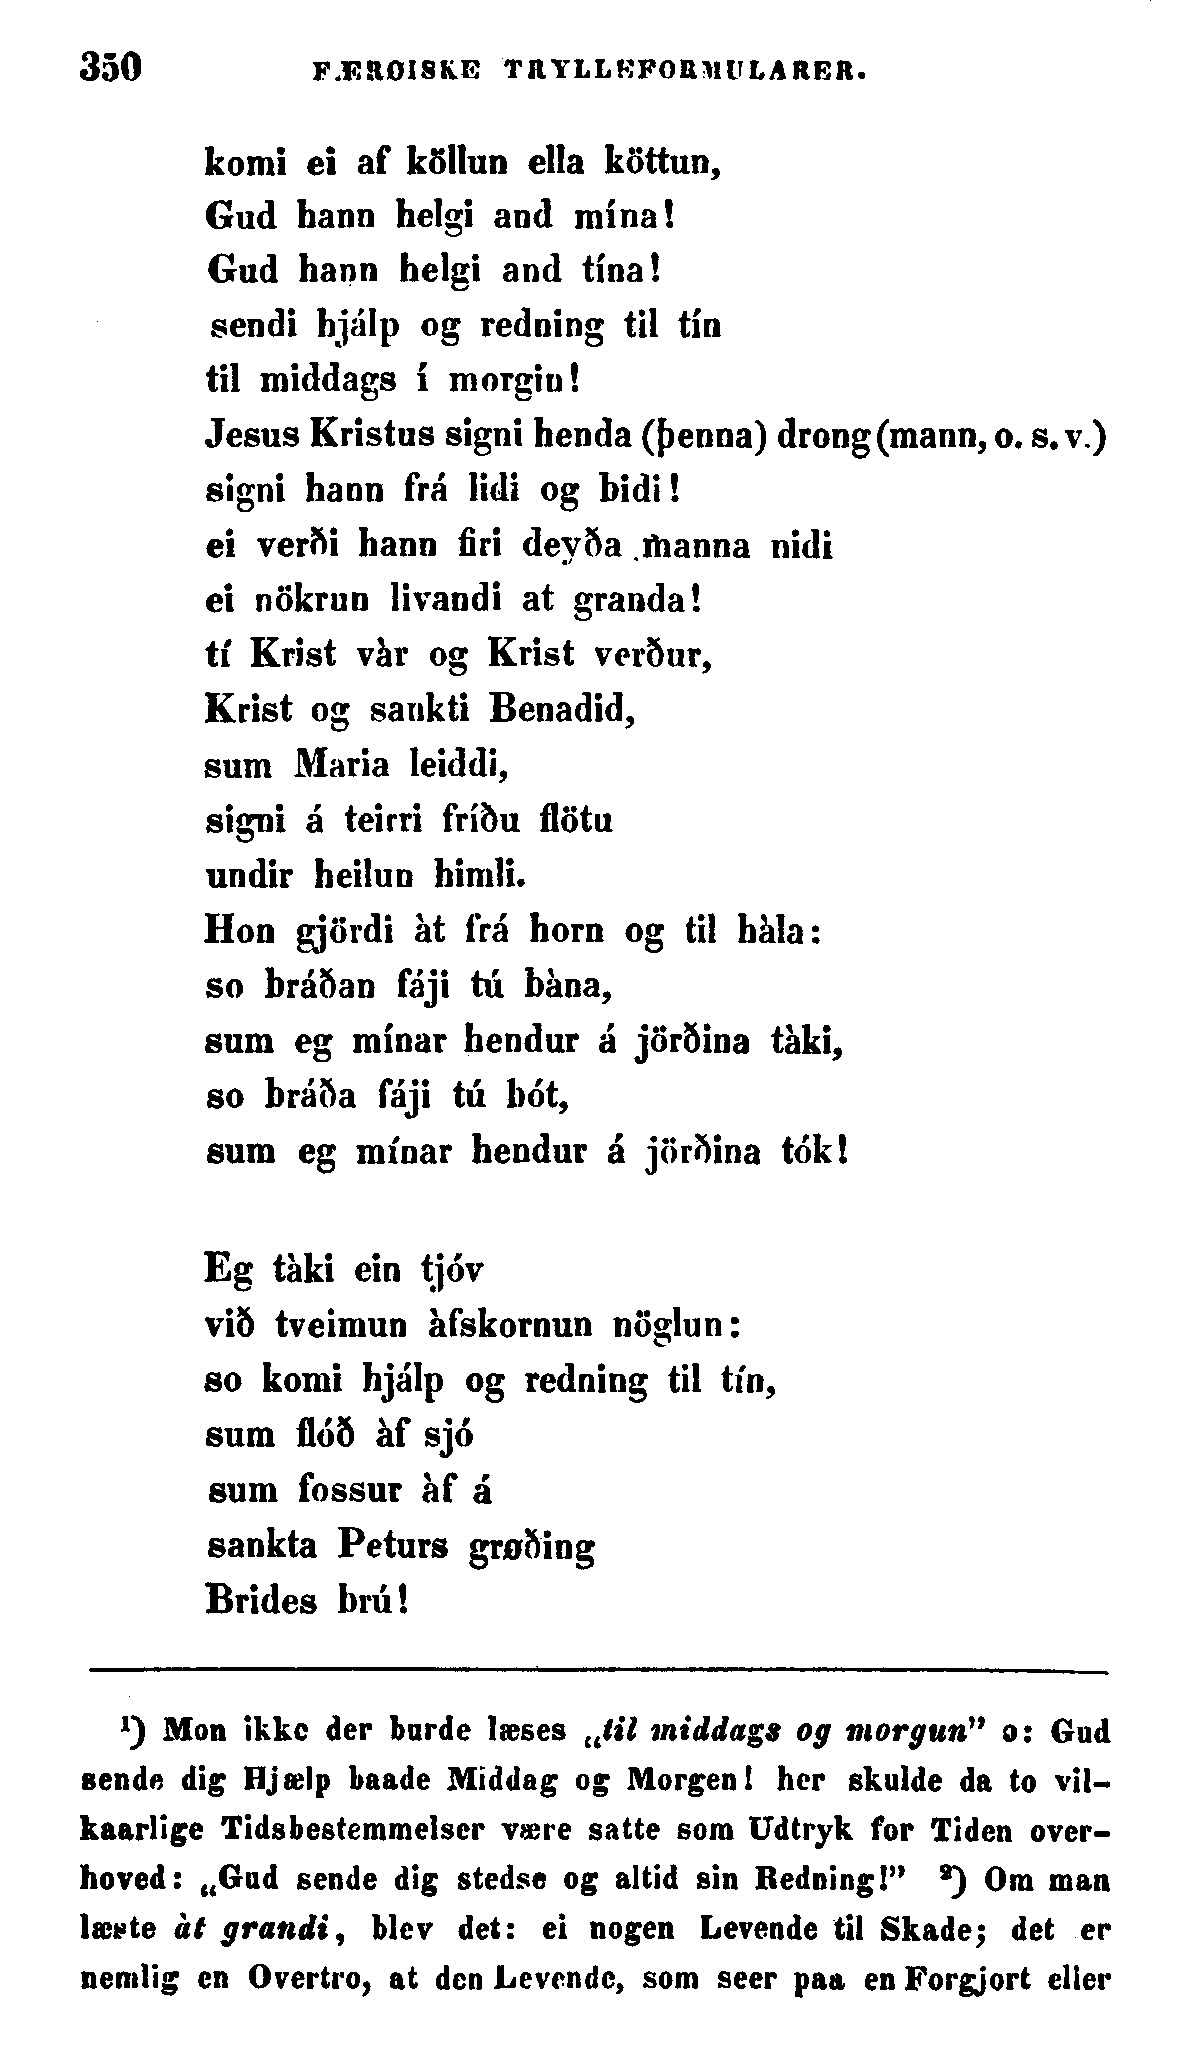 350 FÆRØISKE TRYLLEFORMULARER.
komi ei af köllun ella köttun,
Gud hann helgi and mína!
Gud hann helgi and tína!
sendi hjálp og redning til tín
til middags í morgin!
Jesus Kristus signi henda (þenna) drong (mann, o. s. v.)
signi hann frá lidi og bidi!
ei verði hann firi deyða manna nidi
ei nökrun livandi at granda!
tí Krist vàr og Krist verður,
Krist og sankti Benadid,
sum Maria leiddi,
signi á teirri fríðu flötu
undir heilun himli.
Hon gjördi àt frá horn og til hàla:
so bráðan fáji tú bàna,
sum eg mínar hendur á jörðina tàki,
so bráða fáji tú bót,
sum eg mínar hendur á jörðina tók!
Eg tàki ein tjóv
við tveimun àfskornun nöglun:
so komi hjálp og redning til tín,
sum flóð àf sjó
sum fossur àf á
sankta Peturs grøðing
Brides brú!
¹) Mon ikke der burde læses „til middags og morgun” ɔ: Gud
sende dig Hjælp baade Middag og Morgen! her skulde da to vil-
kaarlige Tidsbestemmelser være satte som Udtryk for Tiden over-
hoved: „Gud sende dig stedse og altid sin Redning!” ²) Om man
læste àt grandi, blev det: ei nogen Levende til Skade; det er
nemlig en Overtro, at den Levende, som seer paa en Forgjort eller